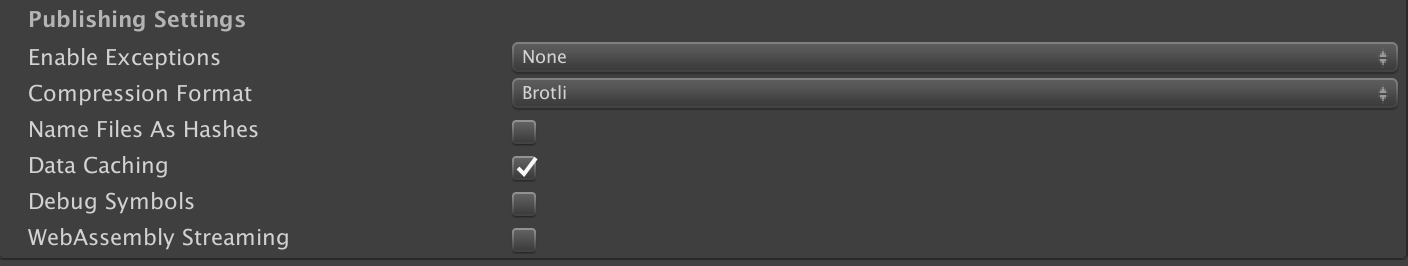 Publishing Settings
Enable Exceptions None
Compression Format Brotli
Name Files As Hashes
Data Caching
Debug Symbols
WebAssembly Streaming